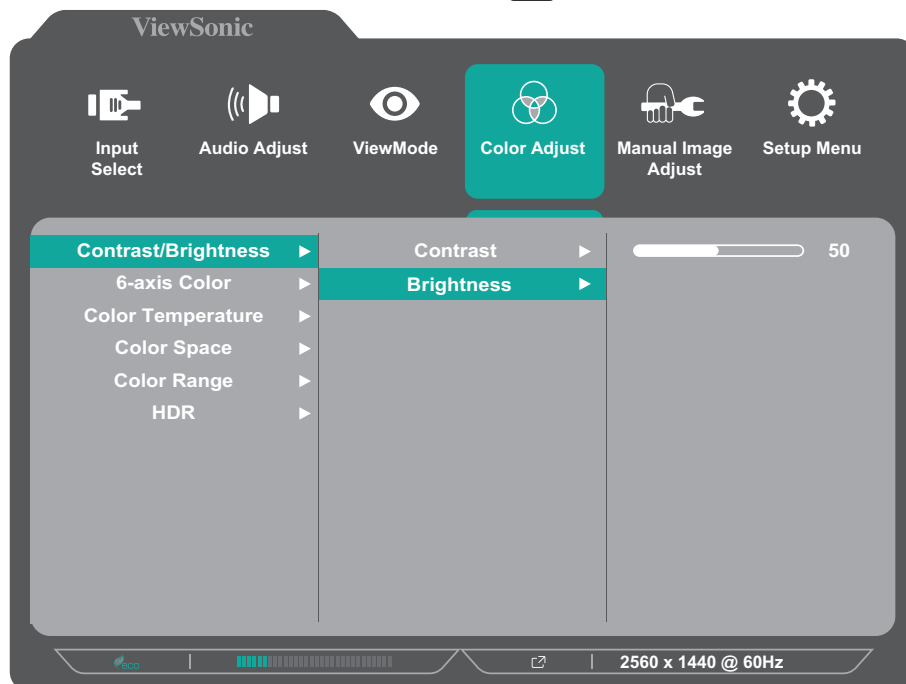 ViewSonic
Input Select
Audio Adjust
ViewMode
Color Adjust
Manual Image Adjust
Setup Menu
Contrast/Brightness
6-axis Color
Color Temperature
Color Space
Color Range
HDR
Contrast
Brightness
50
eco
2560 x 1440 @ 60Hz